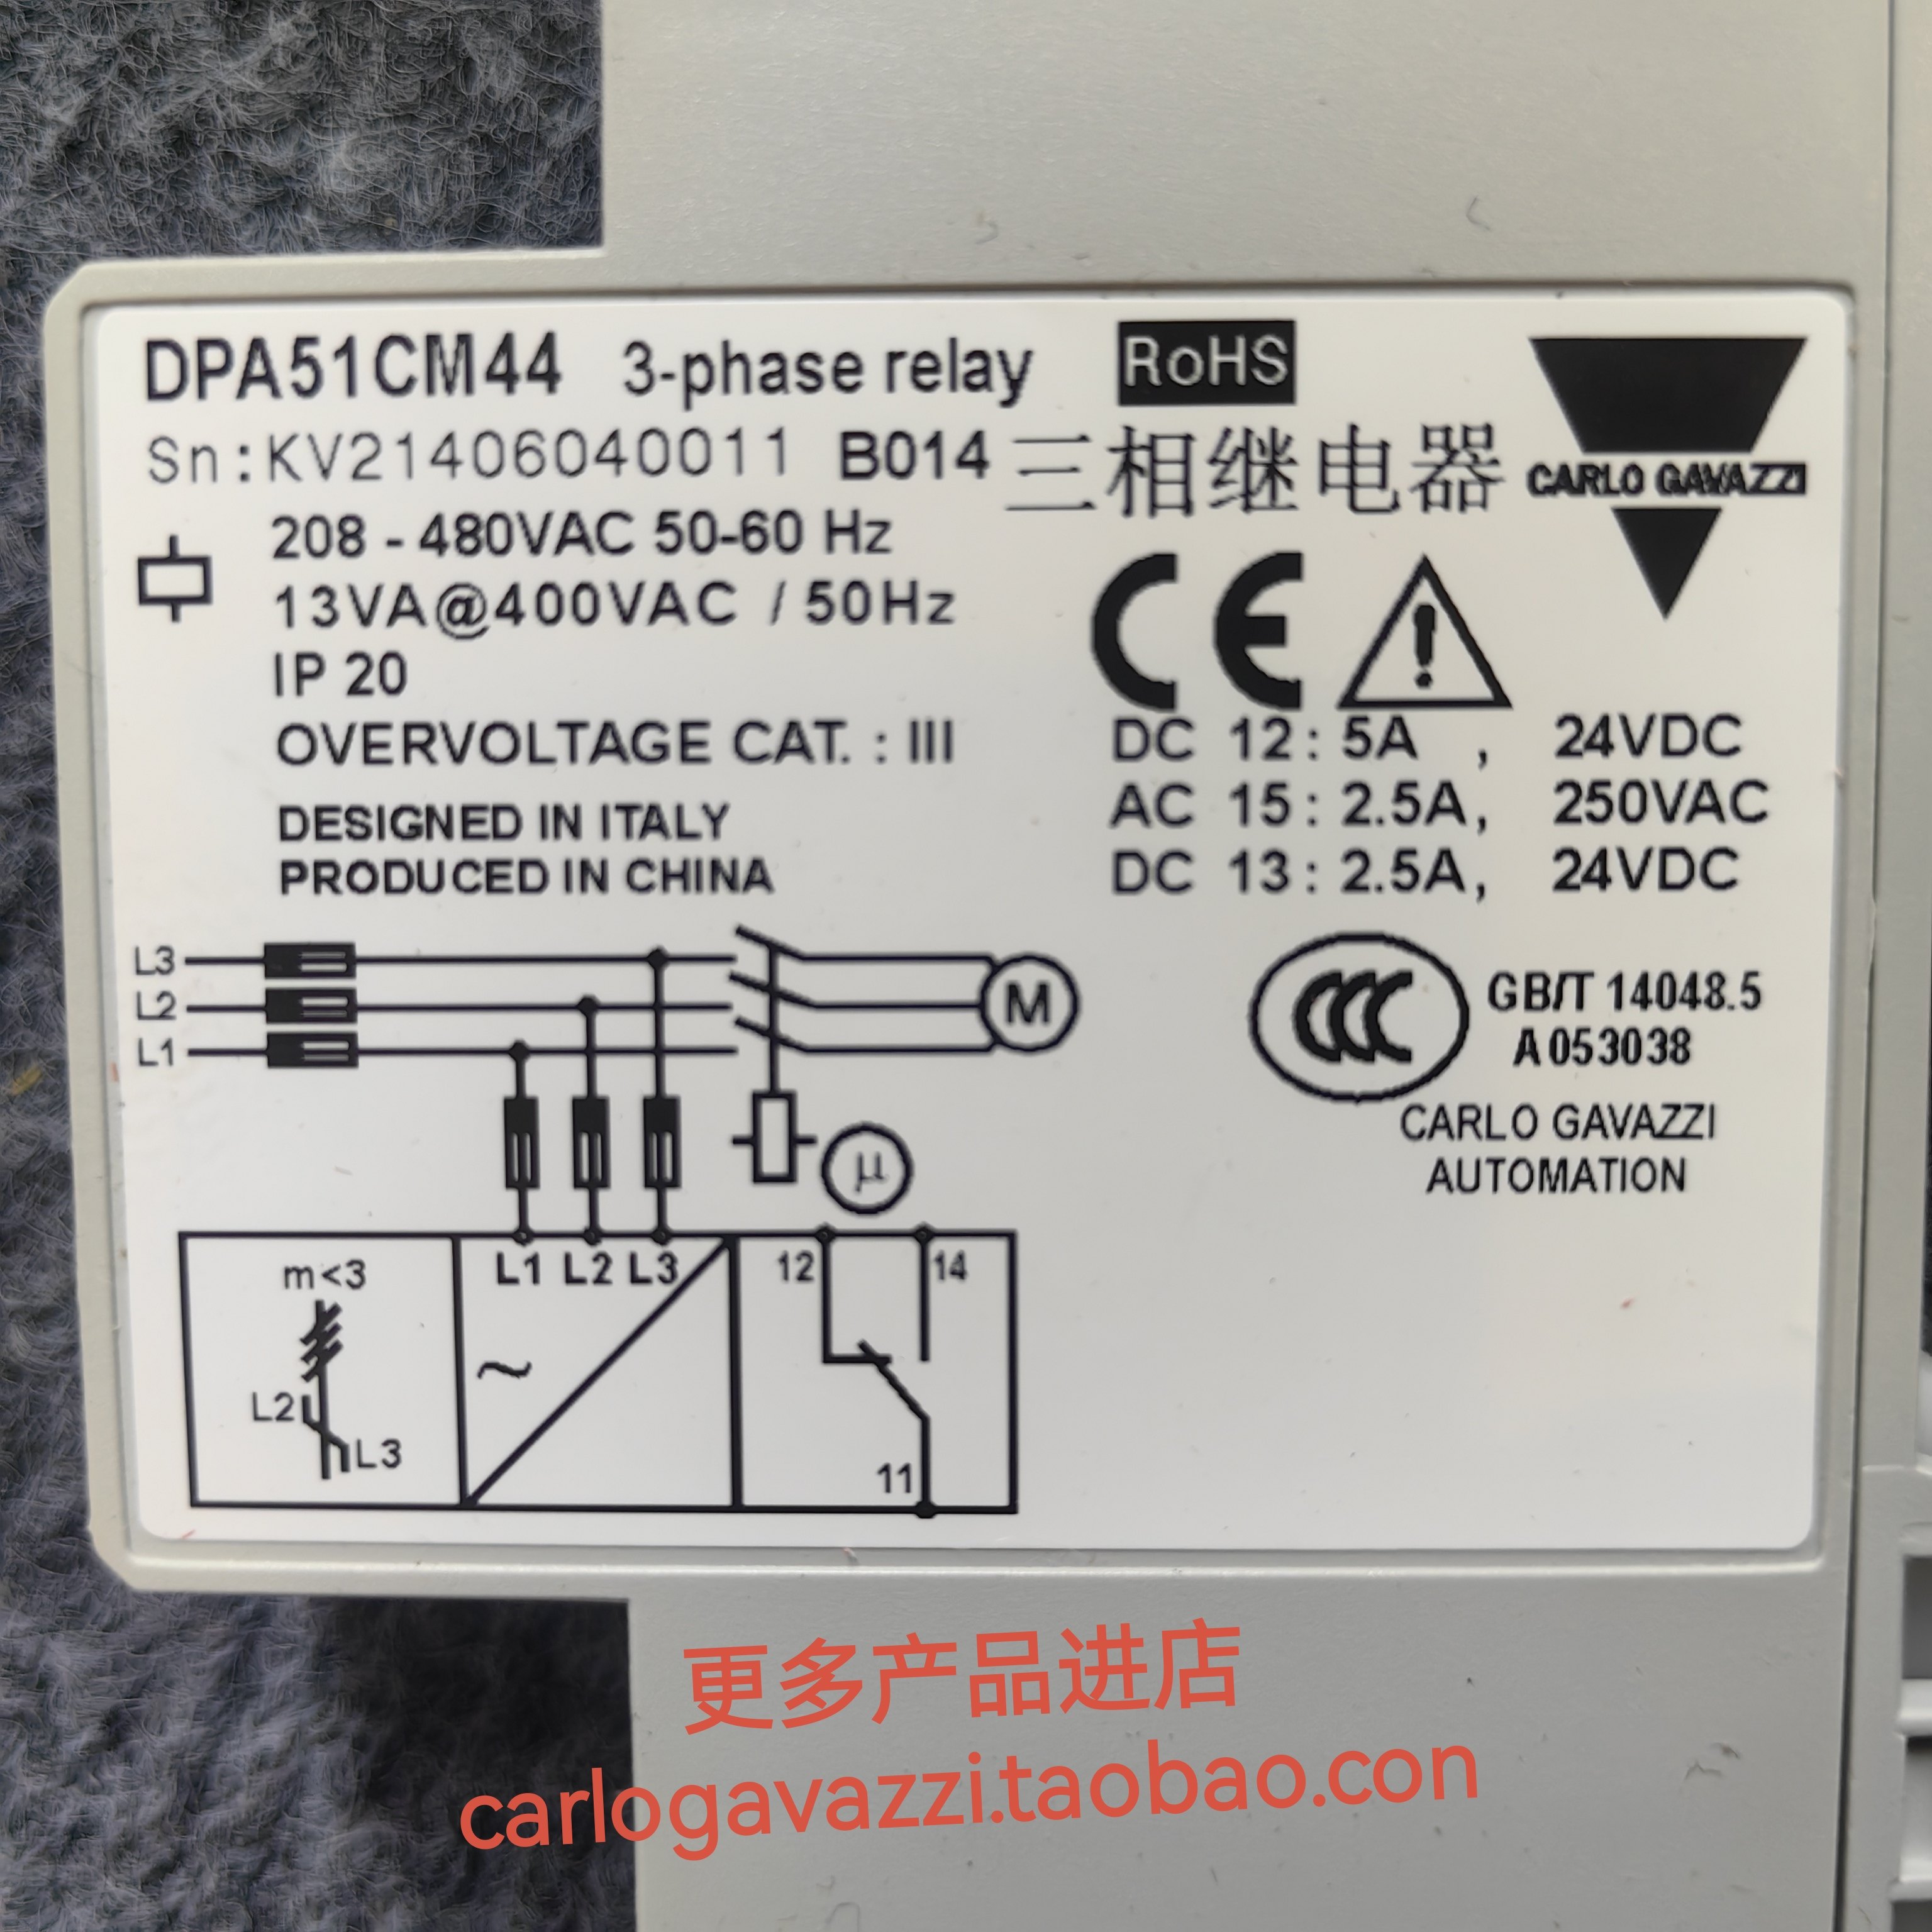 DPA51CM44 3-phase relay RoHS
Sn:KV21406040011 B014 三相继电器
CARLO GAVAZZI
208 - 480VAC 50-60 Hz
13VA@400VAC / 50Hz
IP 20
OVERVOLTAGE CAT. : III
DESIGNED IN ITALY
PRODUCED IN CHINA
CE
DC 12: 5A , 24VDC
AC 15: 2.5A, 250VAC
DC 13: 2.5A, 24VDC
CCC
GB/T 14048.5
A053038
CARLO GAVAZZI
AUTOMATION
L3
L2
L1
M
μ
m<3
L2
L3
L1 L2 L3
~
12
14
11
更多产品进店
carlogavazzi.taobao.con